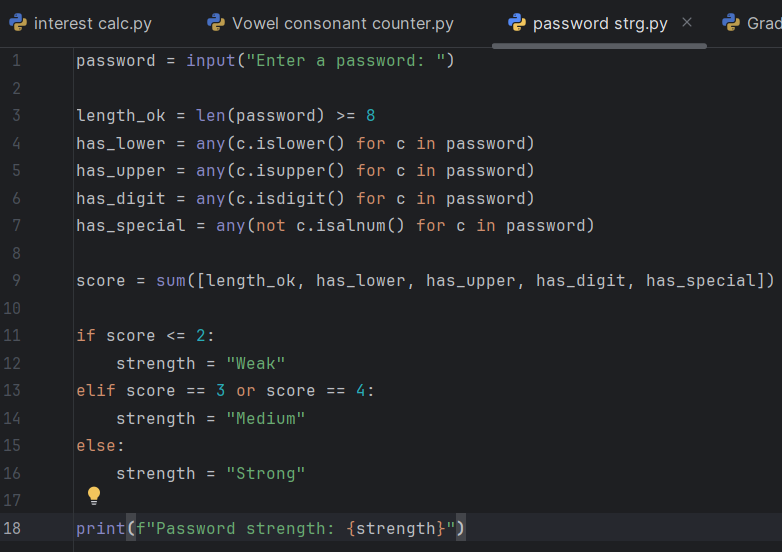 interest calc.py Vowel consonant counter.py password strg.py Grad
1 password = input("Enter a password: ")
2
3 length_ok = len(password) >= 8
4 has_lower = any(c.islower() for c in password)
5 has_upper = any(c.isupper() for c in password)
6 has_digit = any(c.isdigit() for c in password)
7 has_special = any(not c.isalnum() for c in password)
8
9 score = sum([length_ok, has_lower, has_upper, has_digit, has_special])
10
11 if score <= 2:
12     strength = "Weak"
13 elif score == 3 or score == 4:
14     strength = "Medium"
15 else:
16     strength = "Strong"
17
18 print(f"Password strength: {strength}")